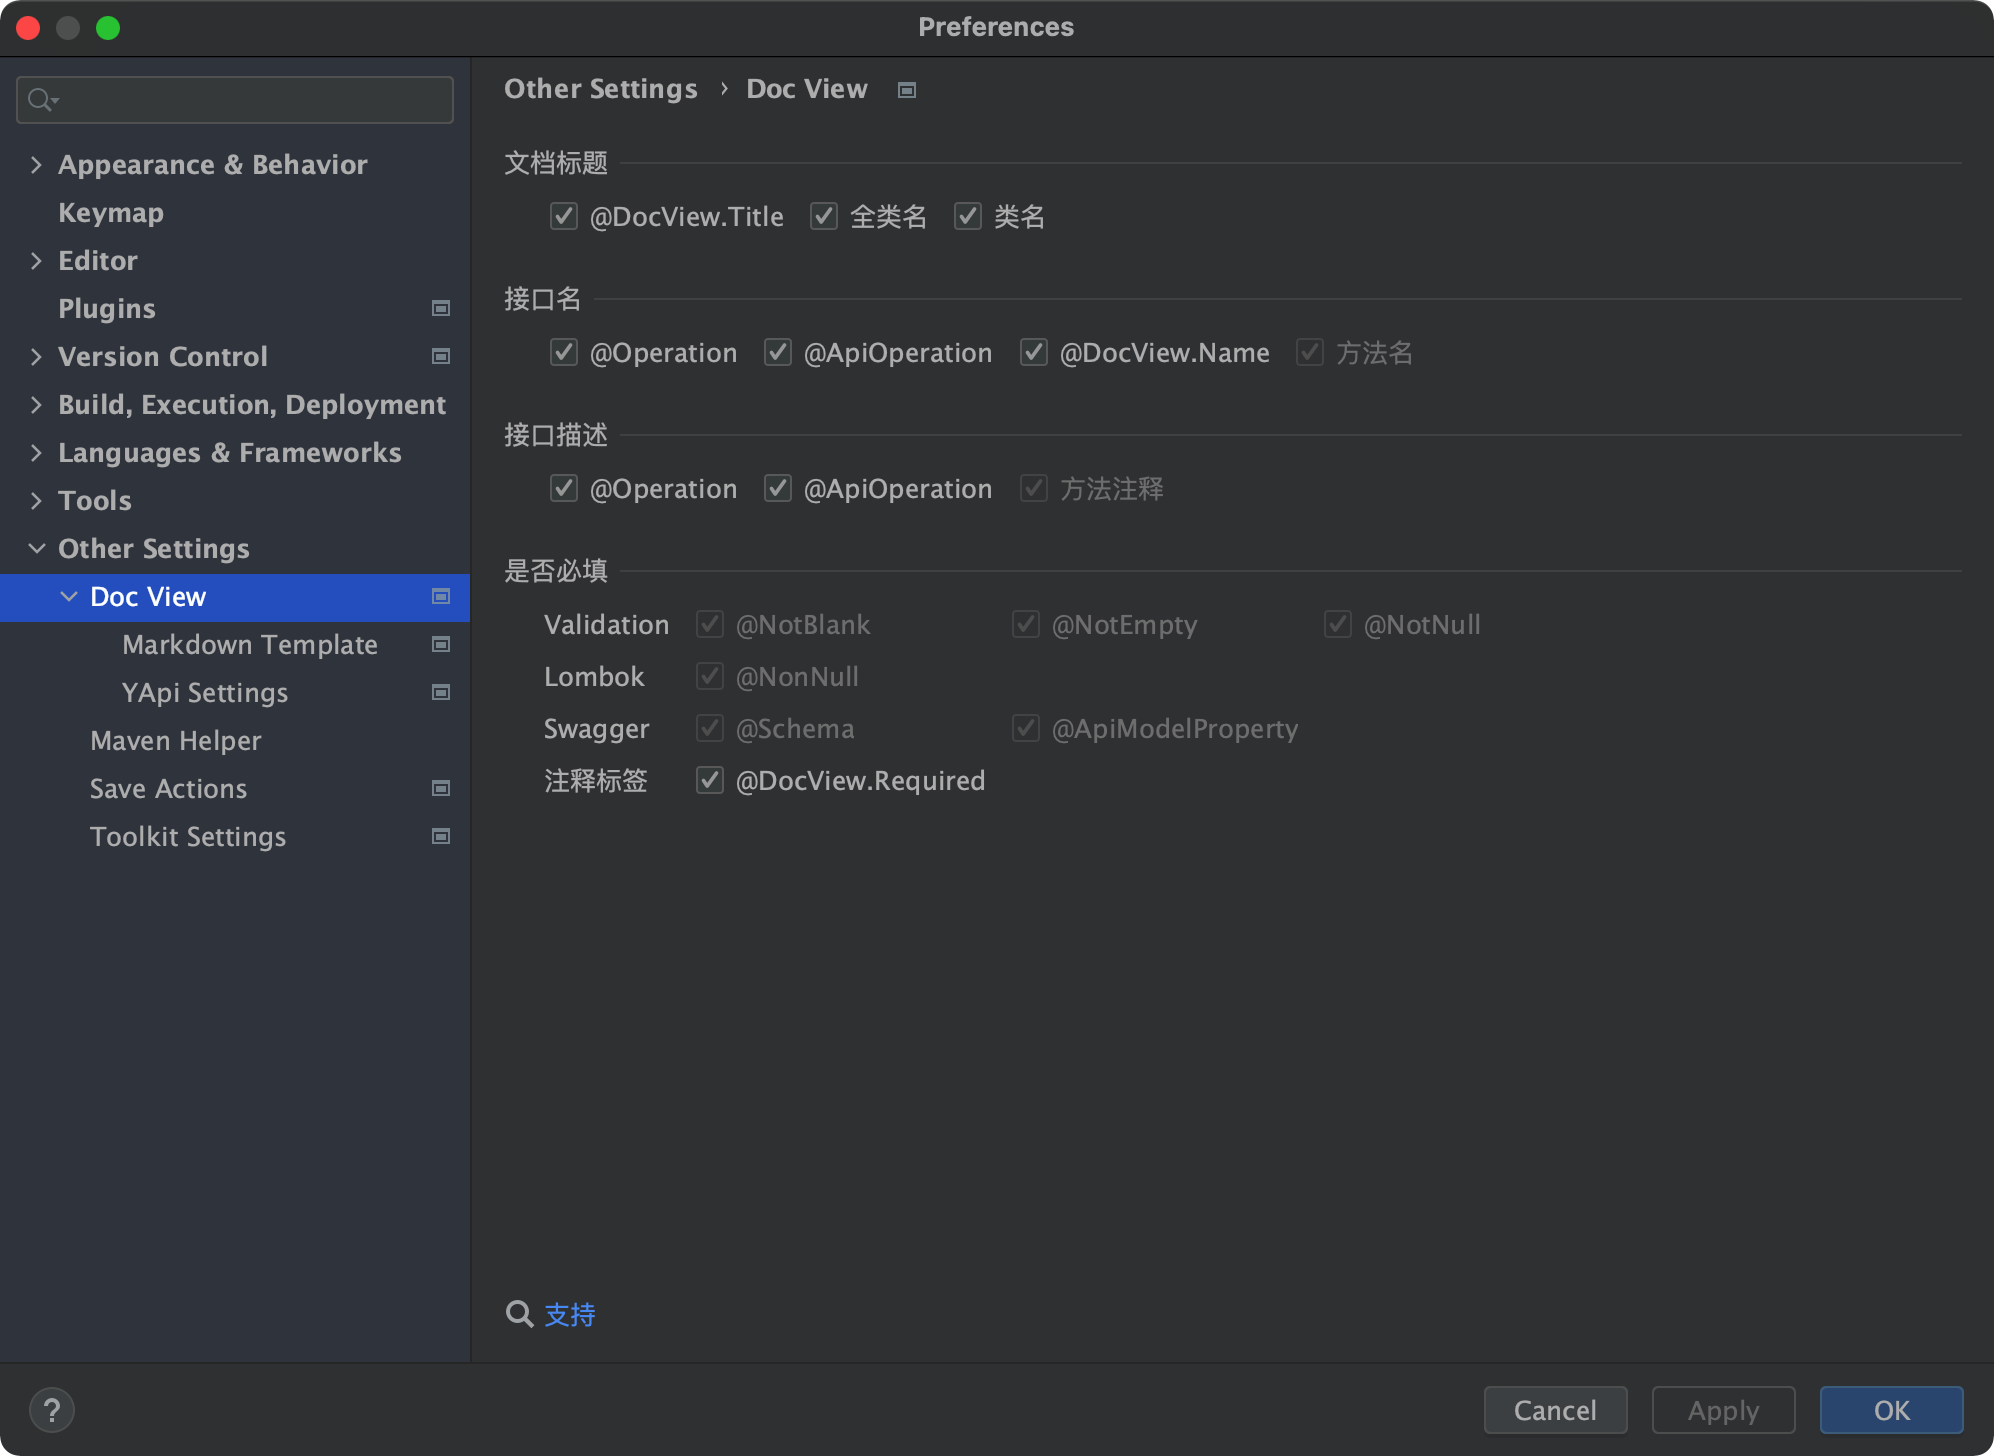 Preferences
Appearance & Behavior
Keymap
Editor
Plugins
Version Control
Build, Execution, Deployment
Languages & Frameworks
Tools
Other Settings
Doc View
Markdown Template
YApi Settings
Maven Helper
Save Actions
Toolkit Settings
Other Settings › Doc View
文档标题
@DocView.Title 全类名 类名
接口名
@Operation @ApiOperation @DocView.Name 方法名
接口描述
@Operation @ApiOperation 方法注释
是否必填
Validation @NotBlank @NotEmpty @NotNull
Lombok @NonNull
Swagger @Schema @ApiModelProperty
注释标签 @DocView.Required
支持
? Cancel Apply OK